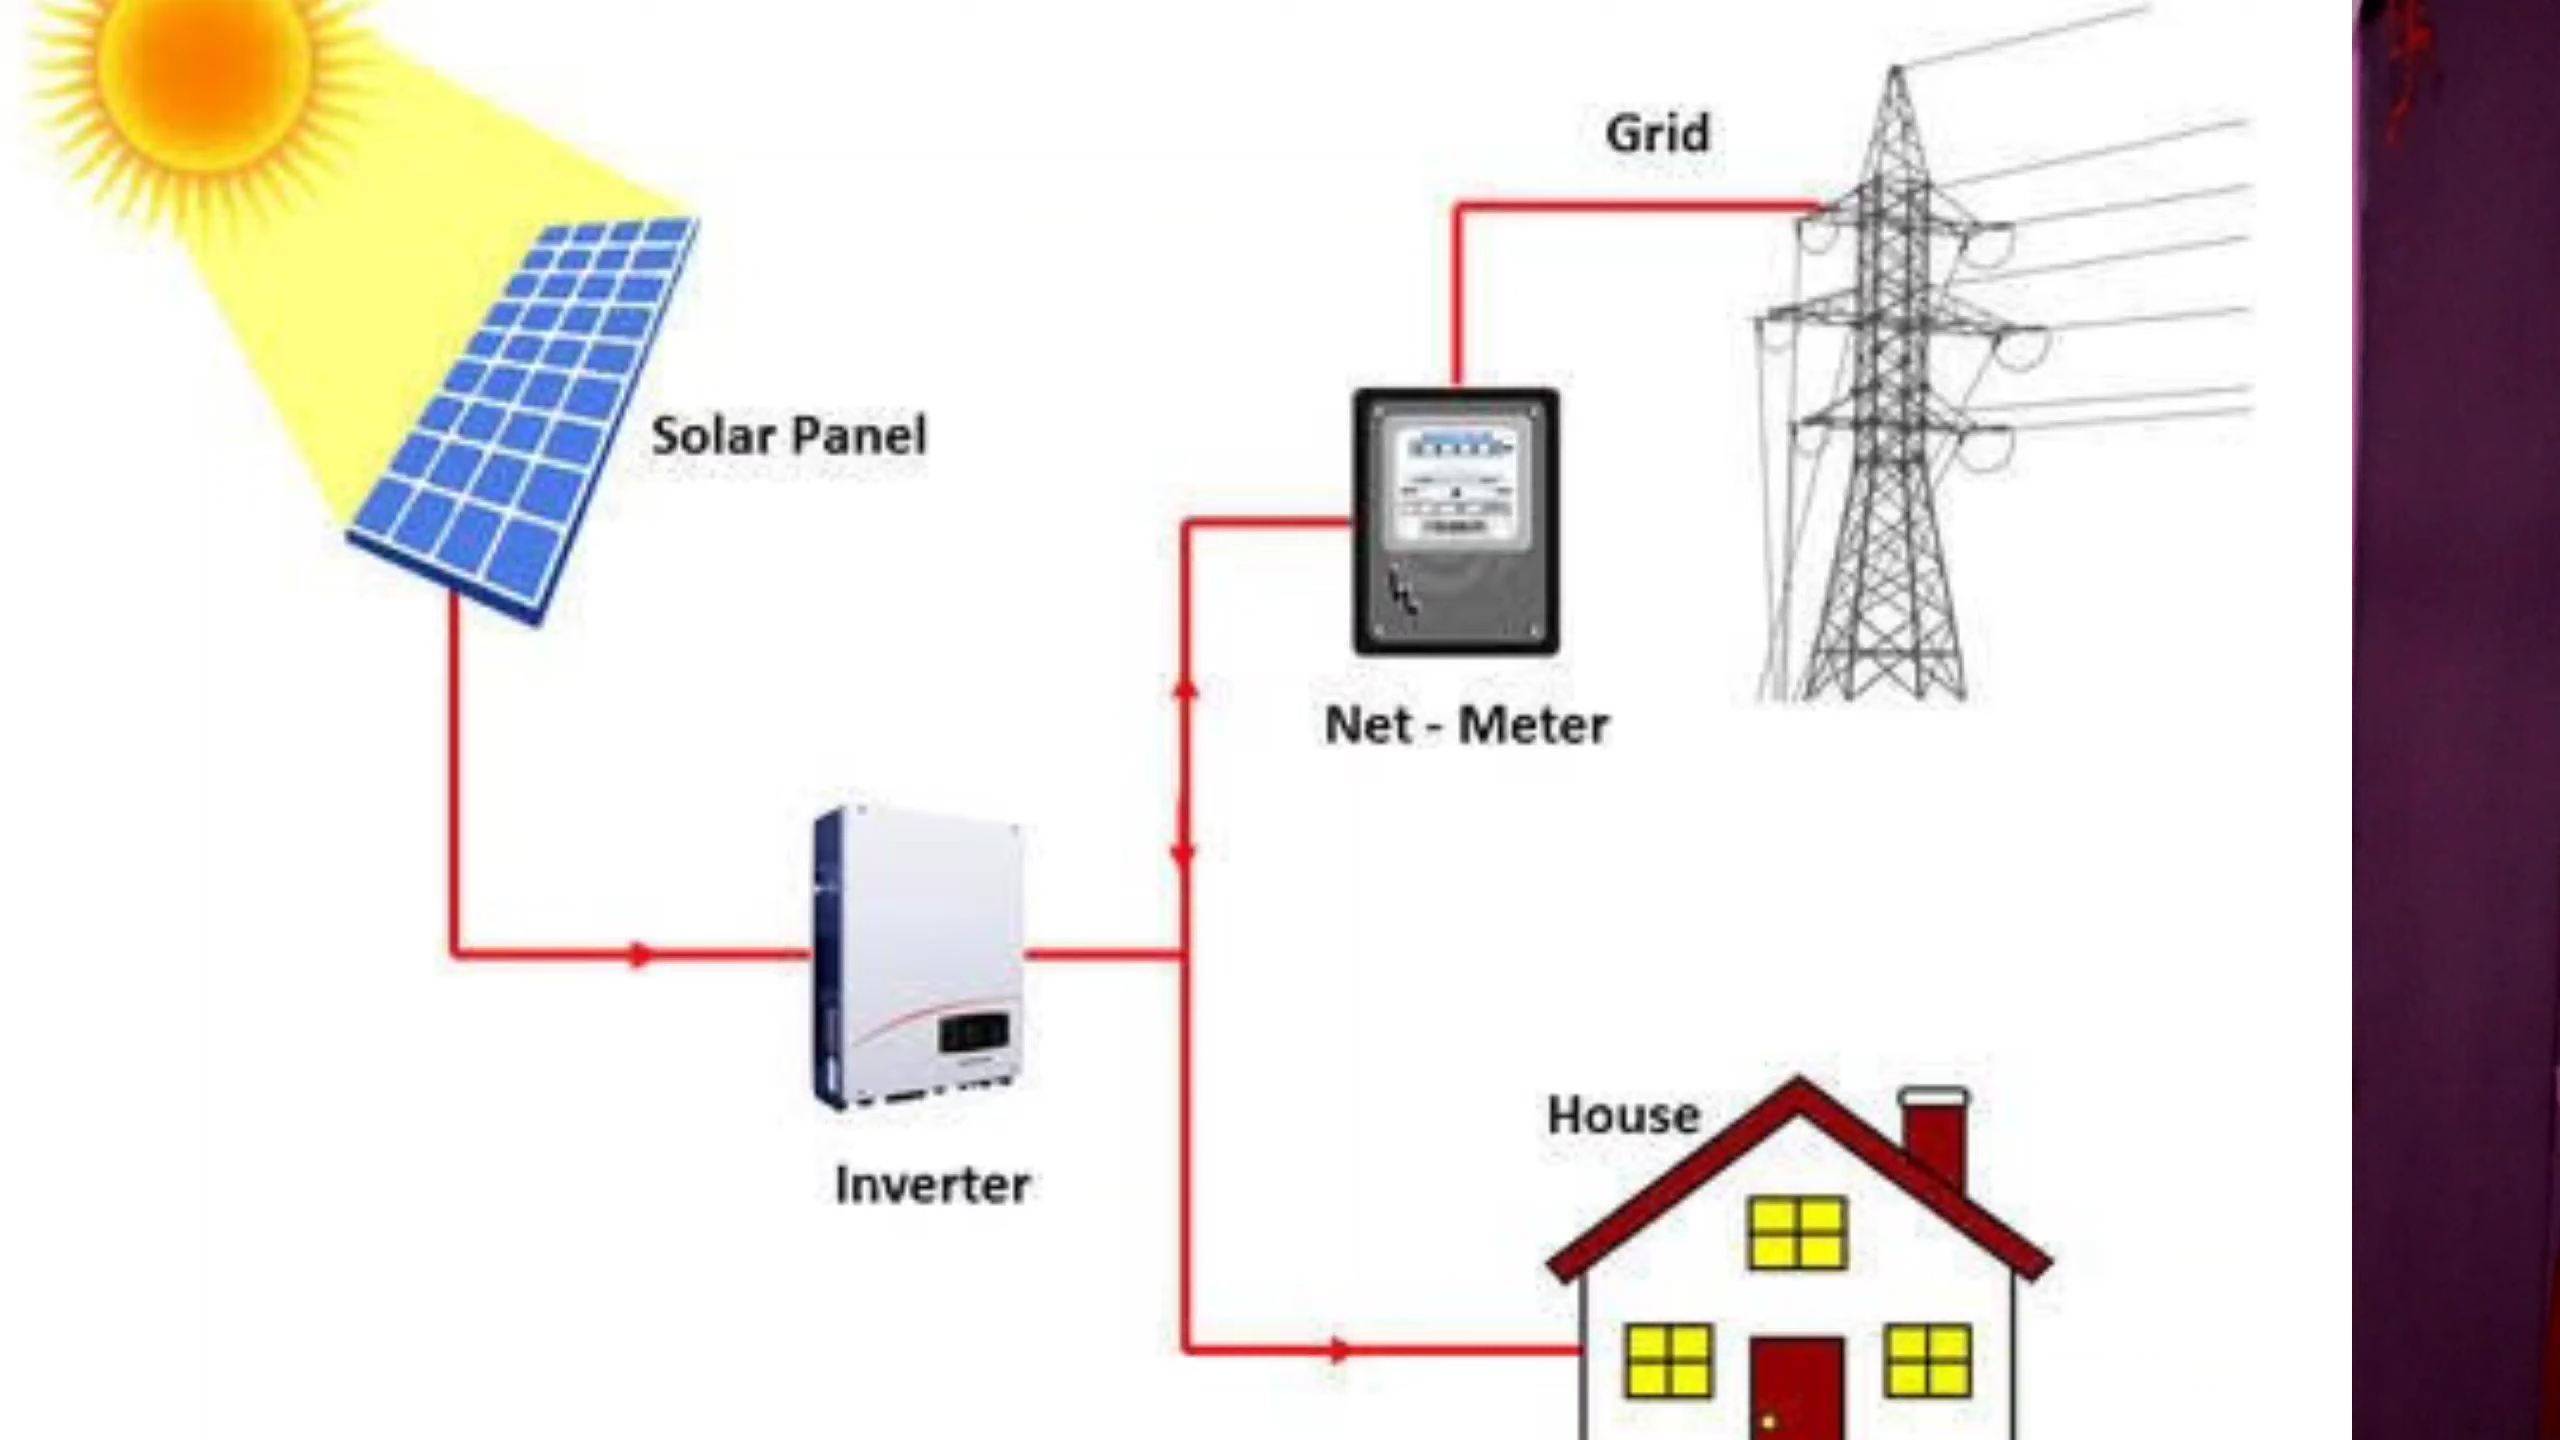 Grid
Solar Panel
Net - Meter
House
Inverter